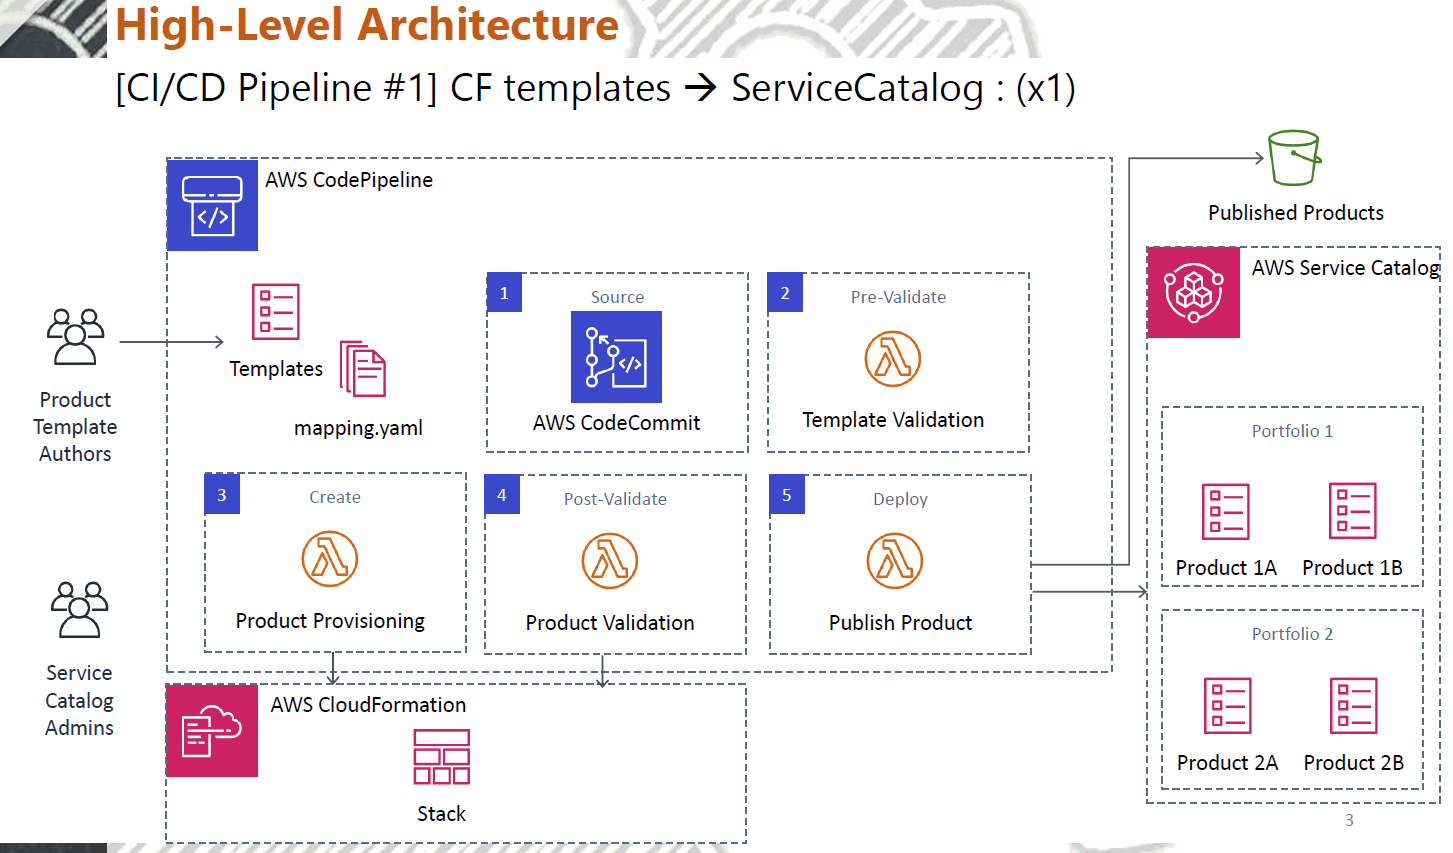 High-Level Architecture
[CI/CD Pipeline #1] CF templates → ServiceCatalog : (x1)
AWS CodePipeline
Published Products
AWS Service Catalog
Product
Template
Authors
Templates
mapping.yaml
1
Source
AWS CodeCommit
2
Pre-Validate
Template Validation
3
Create
Product Provisioning
4
Post-Validate
Product Validation
5
Deploy
Publish Product
Portfolio 1
Product 1A
Product 1B
Portfolio 2
Product 2A
Product 2B
Service
Catalog
Admins
AWS CloudFormation
Stack
3